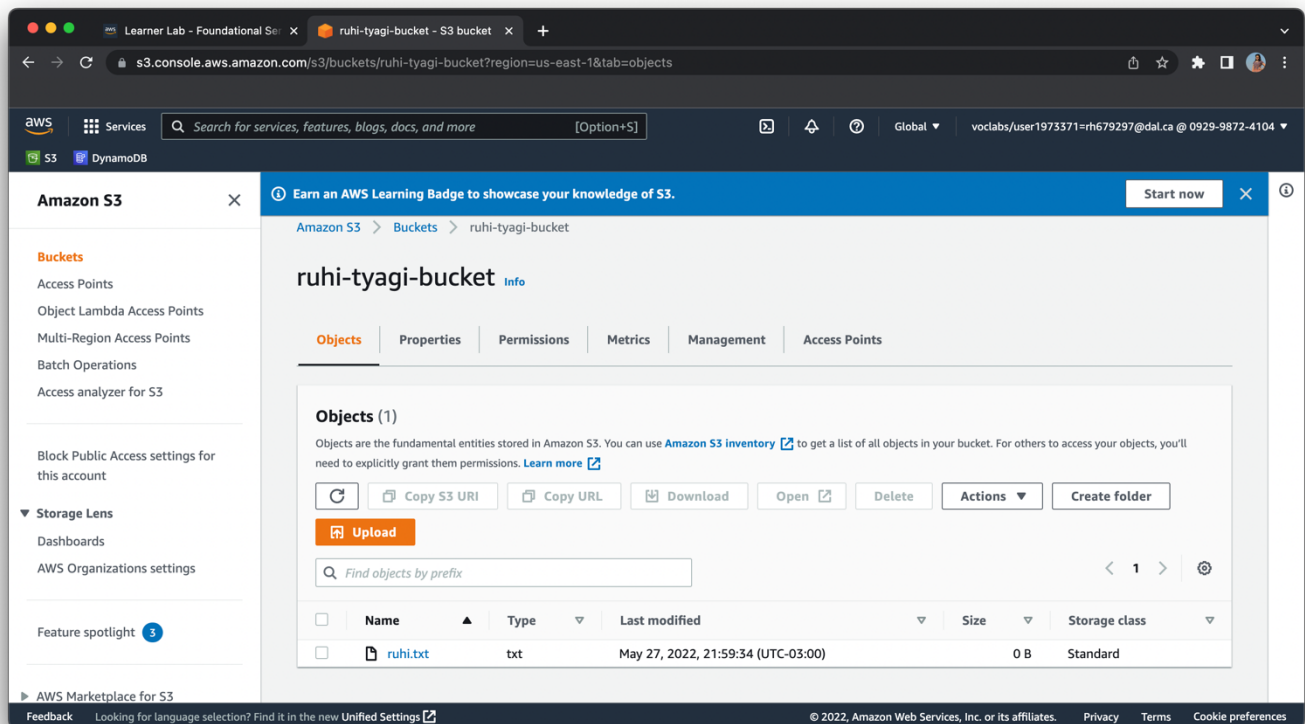 aws Learner Lab - Foundational Ser
ruhi-tyagi-bucket - S3 bucket
s3.console.aws.amazon.com/s3/buckets/ruhi-tyagi-bucket?region=us-east-1&tab=objects
aws Services Search for services, features, blogs, docs, and more [Option+S] Global voclabs/user1973371=rh679297@dal.ca @ 0929-9872-4104
S3 DynamoDB
Amazon S3
Buckets
Access Points
Object Lambda Access Points
Multi-Region Access Points
Batch Operations
Access analyzer for S3
Block Public Access settings for
this account
Storage Lens
Dashboards
AWS Organizations settings
Feature spotlight 3
AWS Marketplace for S3
Earn an AWS Learning Badge to showcase your knowledge of S3. Start now
Amazon S3 > Buckets > ruhi-tyagi-bucket
ruhi-tyagi-bucket Info
Objects Properties Permissions Metrics Management Access Points
Objects (1)
Objects are the fundamental entities stored in Amazon S3. You can use Amazon S3 inventory to get a list of all objects in your bucket. For others to access your objects, you'll
need to explicitly grant them permissions. Learn more
Copy S3 URI Copy URL Download Open Delete Actions Create folder
Upload
Find objects by prefix 1
Name Type Last modified Size Storage class
ruhi.txt txt May 27, 2022, 21:59:34 (UTC-03:00) 0 B Standard
Feedback Looking for language selection? Find it in the new Unified Settings © 2022, Amazon Web Services, Inc. or its affiliates. Privacy Terms Cookie preferences